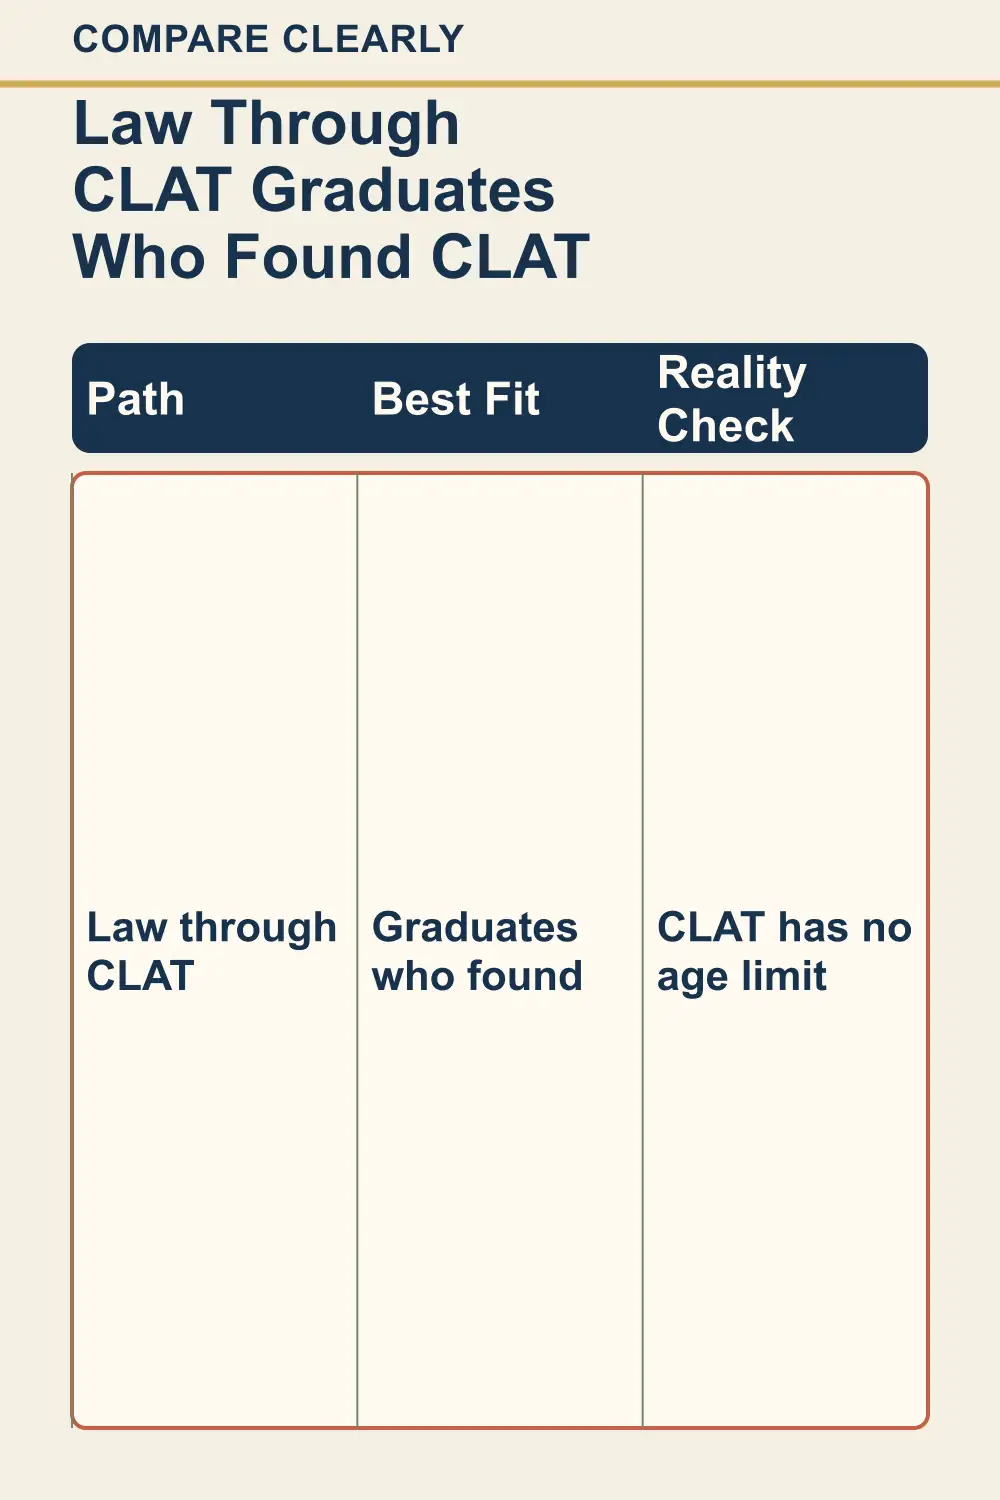 COMPARE CLEARLY
Law Through
CLAT Graduates
Who Found CLAT
Path
Best Fit
Reality
Check
Law through
CLAT
Graduates
who found
CLAT has no
age limit